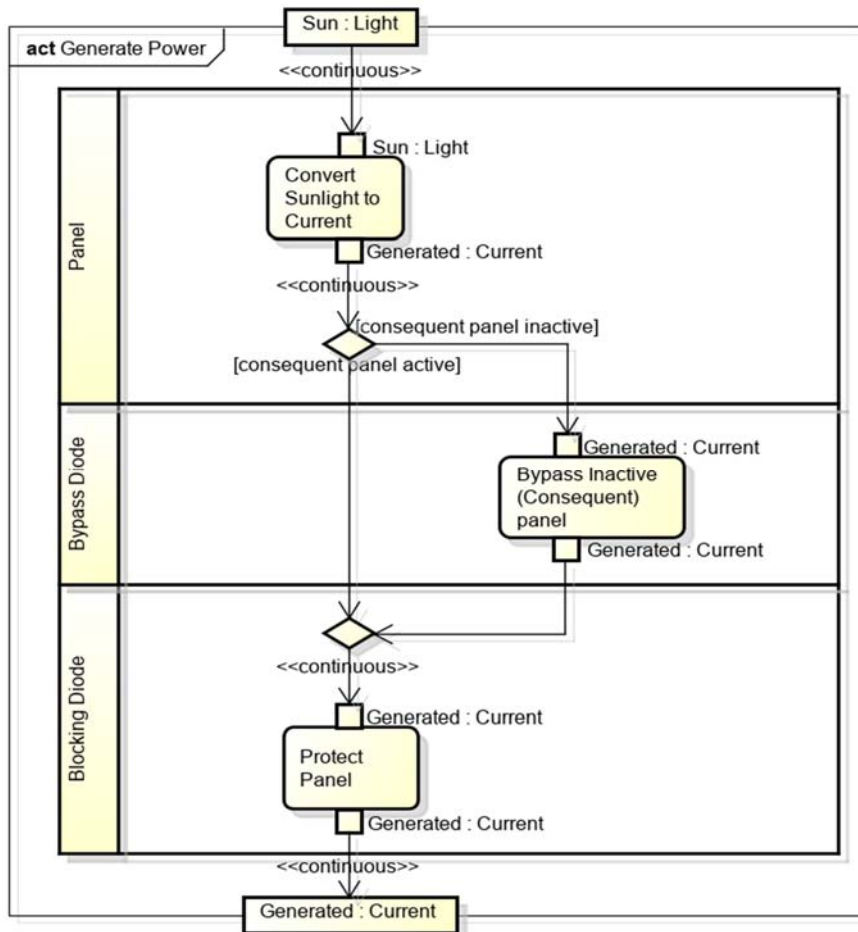 Sun : Light
act Generate Power
<<continuous>>
Sun : Light
Convert
Sunlight to
Current
Panel
Generated : Current
<<continuous>>
[consequent panel inactive]
[consequent panel active]
Generated : Current
Bypass Inactive
(Consequent)
panel
Bypass Diode
Generated : Current
<<continuous>>
Generated : Current
Protect
Panel
Blocking Diode
Generated : Current
<<continuous>>
Generated : Current